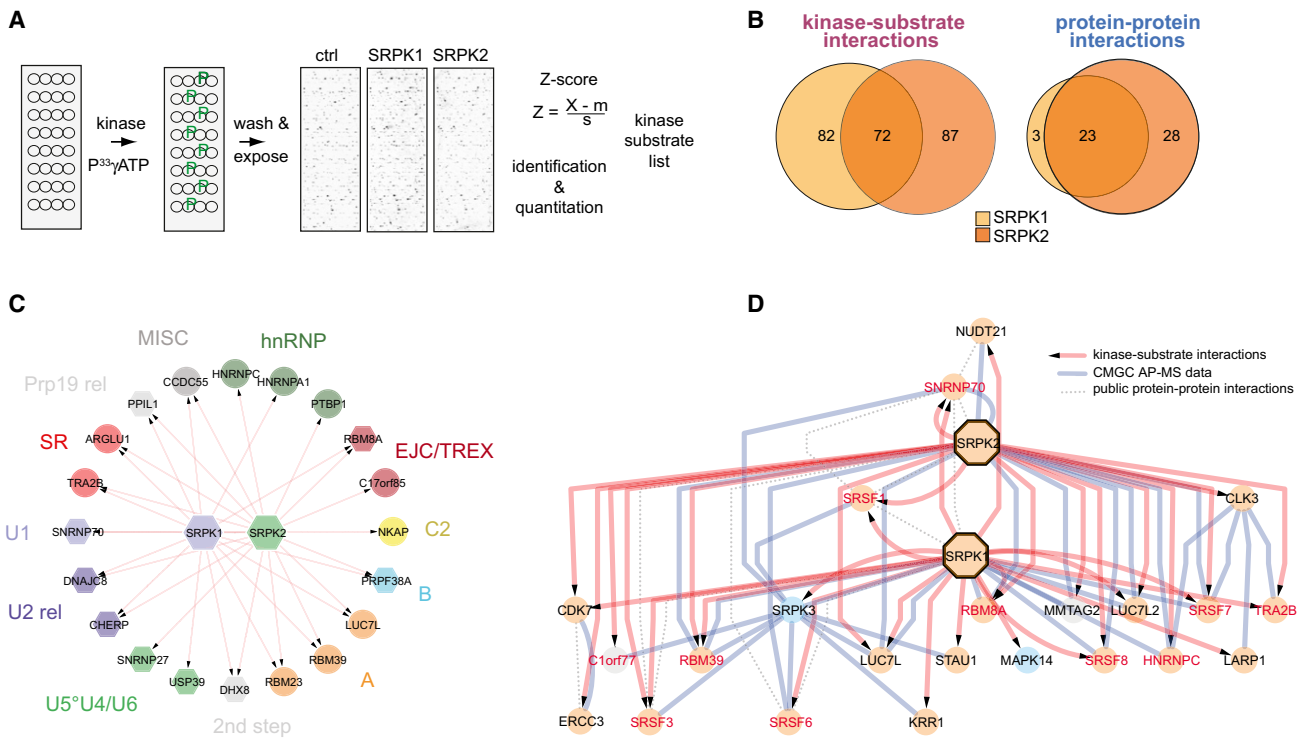 A
ctrl
SRPK1
SRPK2
kinase
P³³γATP
P
P
P
P
P
P
P
P
wash &
expose
Z-score
Z = X - m
s
identification
&
quantitation
kinase
substrate
list
B
kinase-substrate
interactions
protein-protein
interactions
82
72
87
3
23
28
SRPK1
SRPK2
C
MISC
hnRNP
Prp19 rel
SR
EJC/TREX
U1
C2
U2 rel
B
U5°U4/U6
A
2nd step
CCDC55
HNRNPC
HNRNPA1
PPIL1
PTBP1
ARGLU1
RBM8A
TRA2B
C17orf85
SNRNP70
SRPK1
SRPK2
NKAP
DNAJC8
PRPF38A
CHERP
LUC7L
SNRNP27
RBM39
USP39
DHX8
RBM23
D
NUDT21
kinase-substrate interactions
CMGC AP-MS data
public protein-protein interactions
SNRNP70
SRPK2
SRSF1
CLK3
SRPK1
CDK7
SRPK3
RBM8A
MMTAG2
LUC7L2
SRSF7
TRA2B
C1orf77
RBM39
LUC7L
STAU1
MAPK14
SRSF8
HNRNPC
LARP1
ERCC3
SRSF3
SRSF6
KRR1